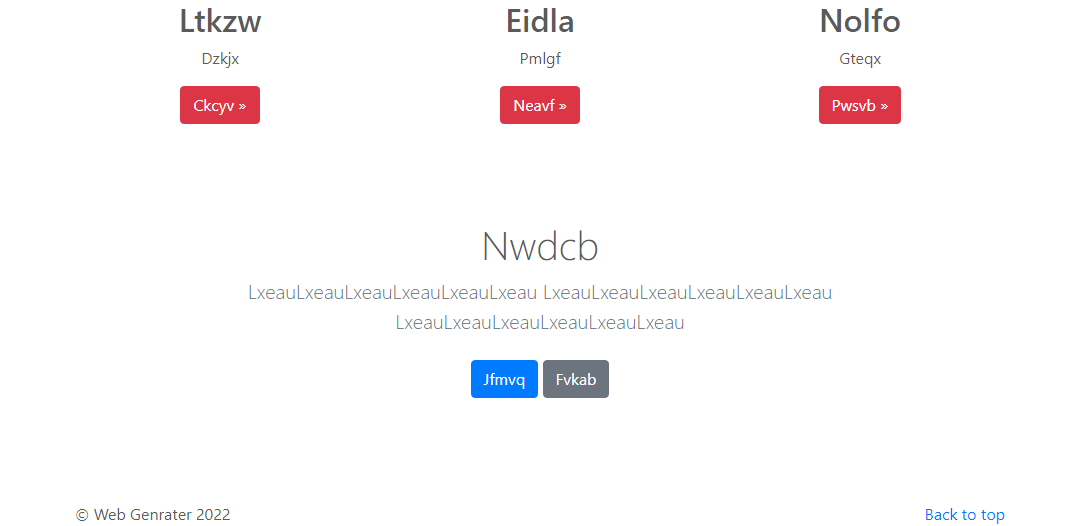 Ltkzw Eidla Nolfo
Dzkjx Pmlgf Gteqx
Ckcyv » Neavf » Pwsvb »
Nwdcb
LxeauLxeauLxeauLxeauLxeauLxeau LxeauLxeauLxeauLxeauLxeauLxeau
LxeauLxeauLxeauLxeauLxeauLxeau
Jfmvq Fvkab
© Web Genrater 2022 Back to top